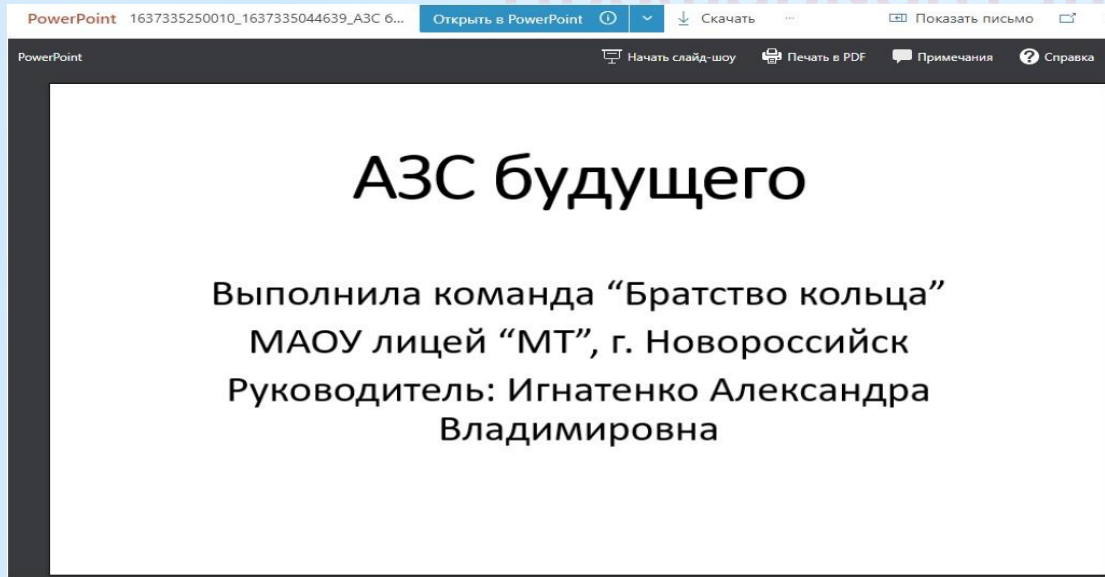 PowerPoint 1637335250010_1637335044639_АЗС б... Открыть в PowerPoint Скачать ... Показать письмо
PowerPoint Начать слайд-шоу Печать в PDF Примечания Справка
АЗС будущего
Выполнила команда “Братство кольца”
МАОУ лицей “МТ”, г. Новороссийск
Руководитель: Игнатенко Александра
Владимировна